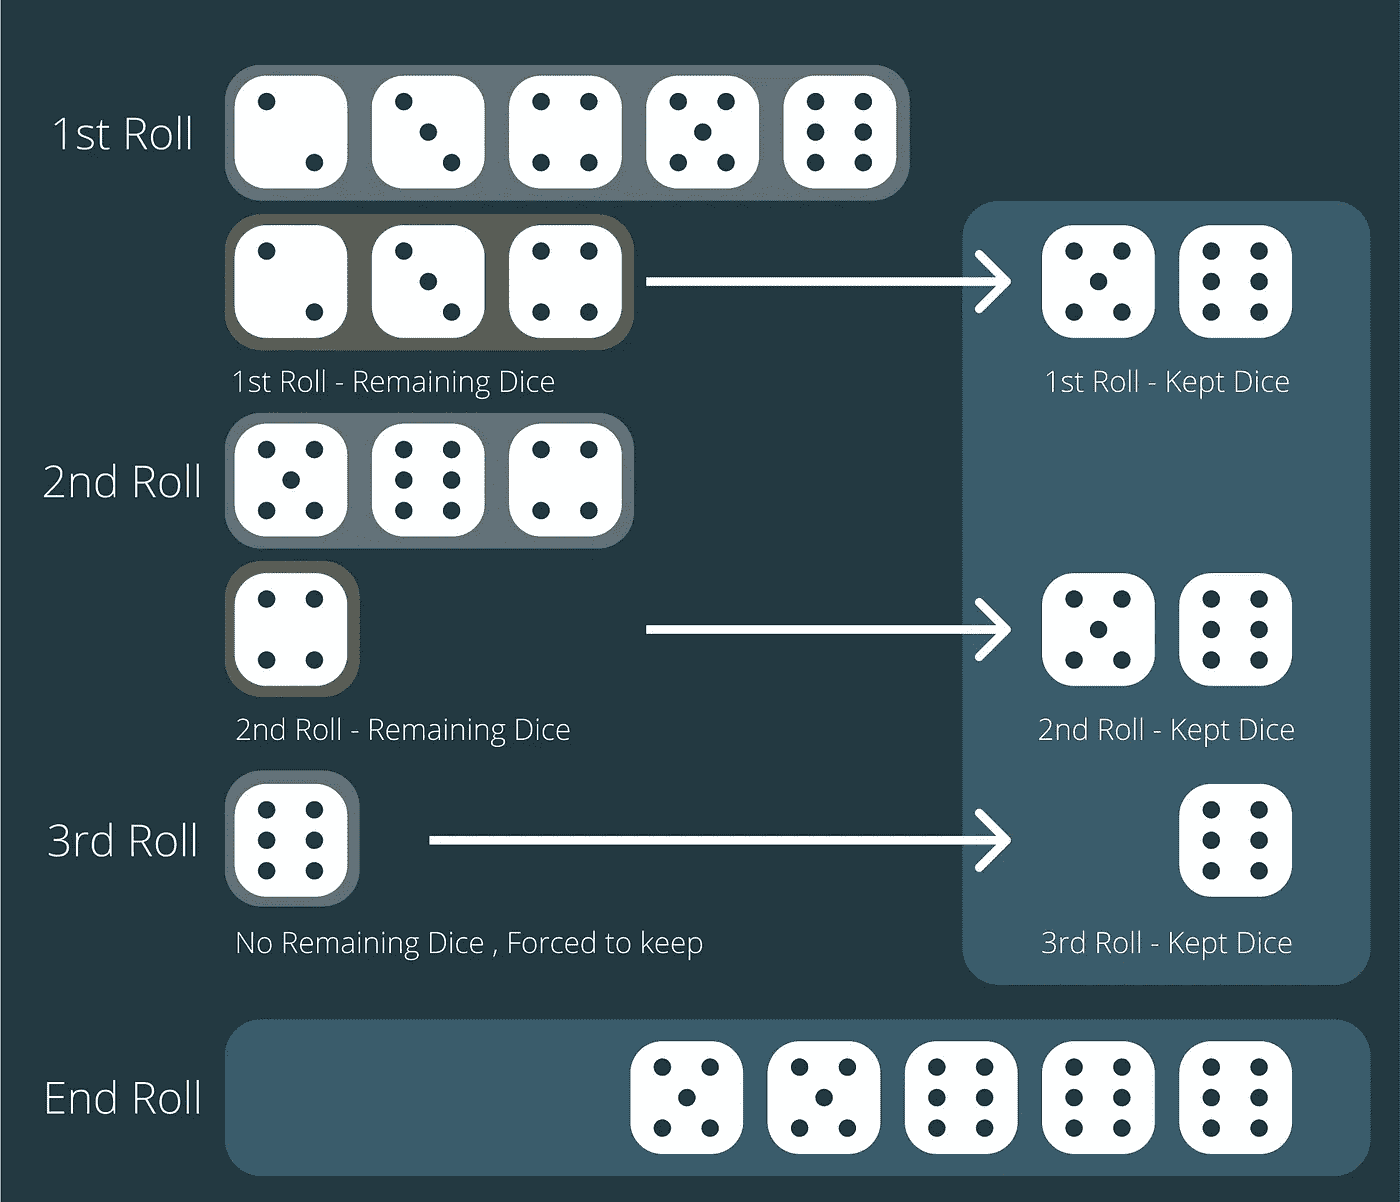 1st Roll
1st Roll - Remaining Dice
1st Roll - Kept Dice
2nd Roll
2nd Roll - Remaining Dice
2nd Roll - Kept Dice
3rd Roll
No Remaining Dice , Forced to keep
3rd Roll - Kept Dice
End Roll